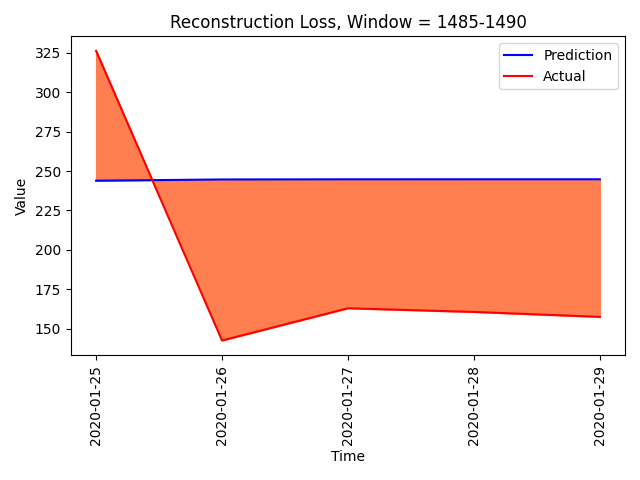 Reconstruction Loss, Window = 1485-1490
Prediction
Actual
Value
325
300
275
250
225
200
175
150
2020-01-25
2020-01-26
2020-01-27
2020-01-28
2020-01-29
Time